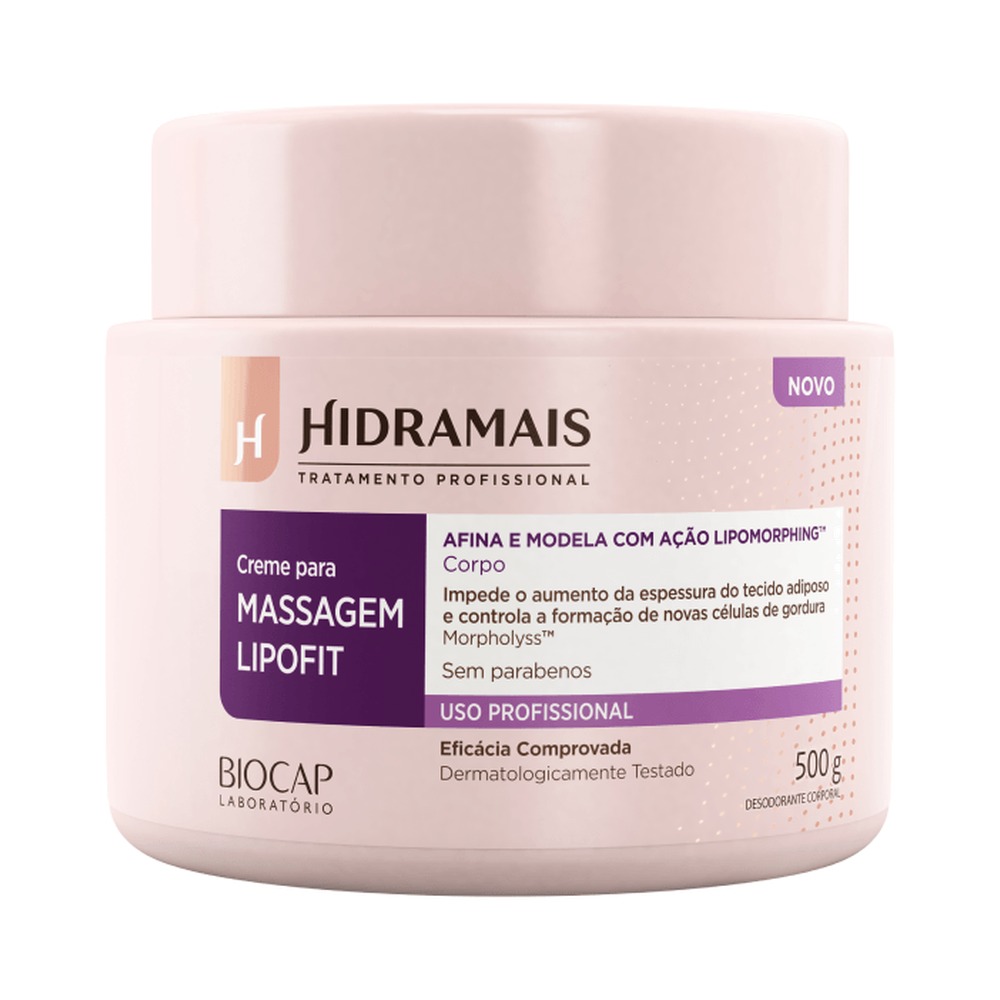 H
HIDRAMAIS
TRATAMENTO PROFISSIONAL
NOVO
Creme para
MASSAGEM
LIPOFIT
AFINA E MODELA COM AÇÃO LIPOMORPHING™
Corpo
Impede o aumento da espessura do tecido adiposo
e controla a formação de novas células de gordura
Morpholyss™
Sem parabenos
USO PROFISSIONAL
Eficácia Comprovada
Dermatologicamente Testado
BIOCAP
LABORATÓRIO
500g
DESODORANTE CORPORAL